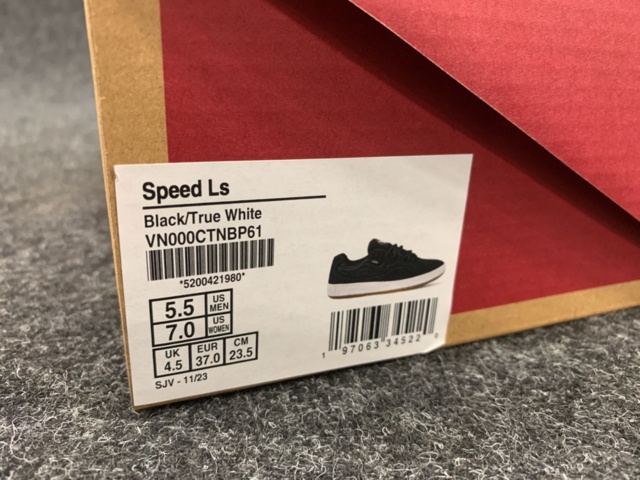 Speed Ls
Black/True White
VN000CTNBP61
*5200421980*
5.5 US MEN
7.0 US WOMEN
UK 4.5 EUR 37.0 CM 23.5
SJV - 11/23
1 97063 34522 0